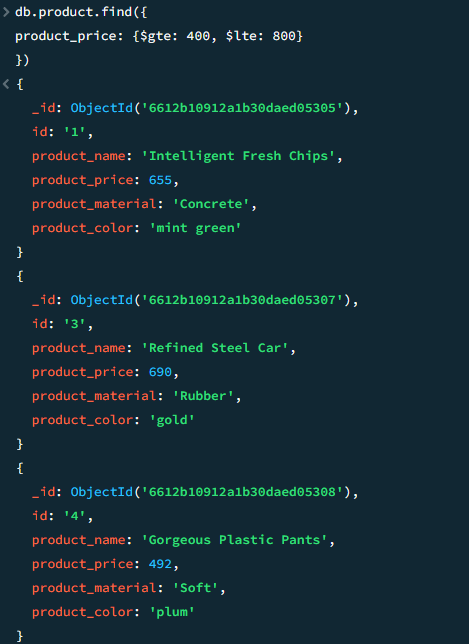 db.product.find({
product_price: {$gte: 400, $lte: 800}
})
{
_id: ObjectId('6612b10912a1b30daed05305'),
id: '1',
product_name: 'Intelligent Fresh Chips',
product_price: 655,
product_material: 'Concrete',
product_color: 'mint green'
}
{
_id: ObjectId('6612b10912a1b30daed05307'),
id: '3',
product_name: 'Refined Steel Car',
product_price: 690,
product_material: 'Rubber',
product_color: 'gold'
}
{
_id: ObjectId('6612b10912a1b30daed05308'),
id: '4',
product_name: 'Gorgeous Plastic Pants',
product_price: 492,
product_material: 'Soft',
product_color: 'plum'
}